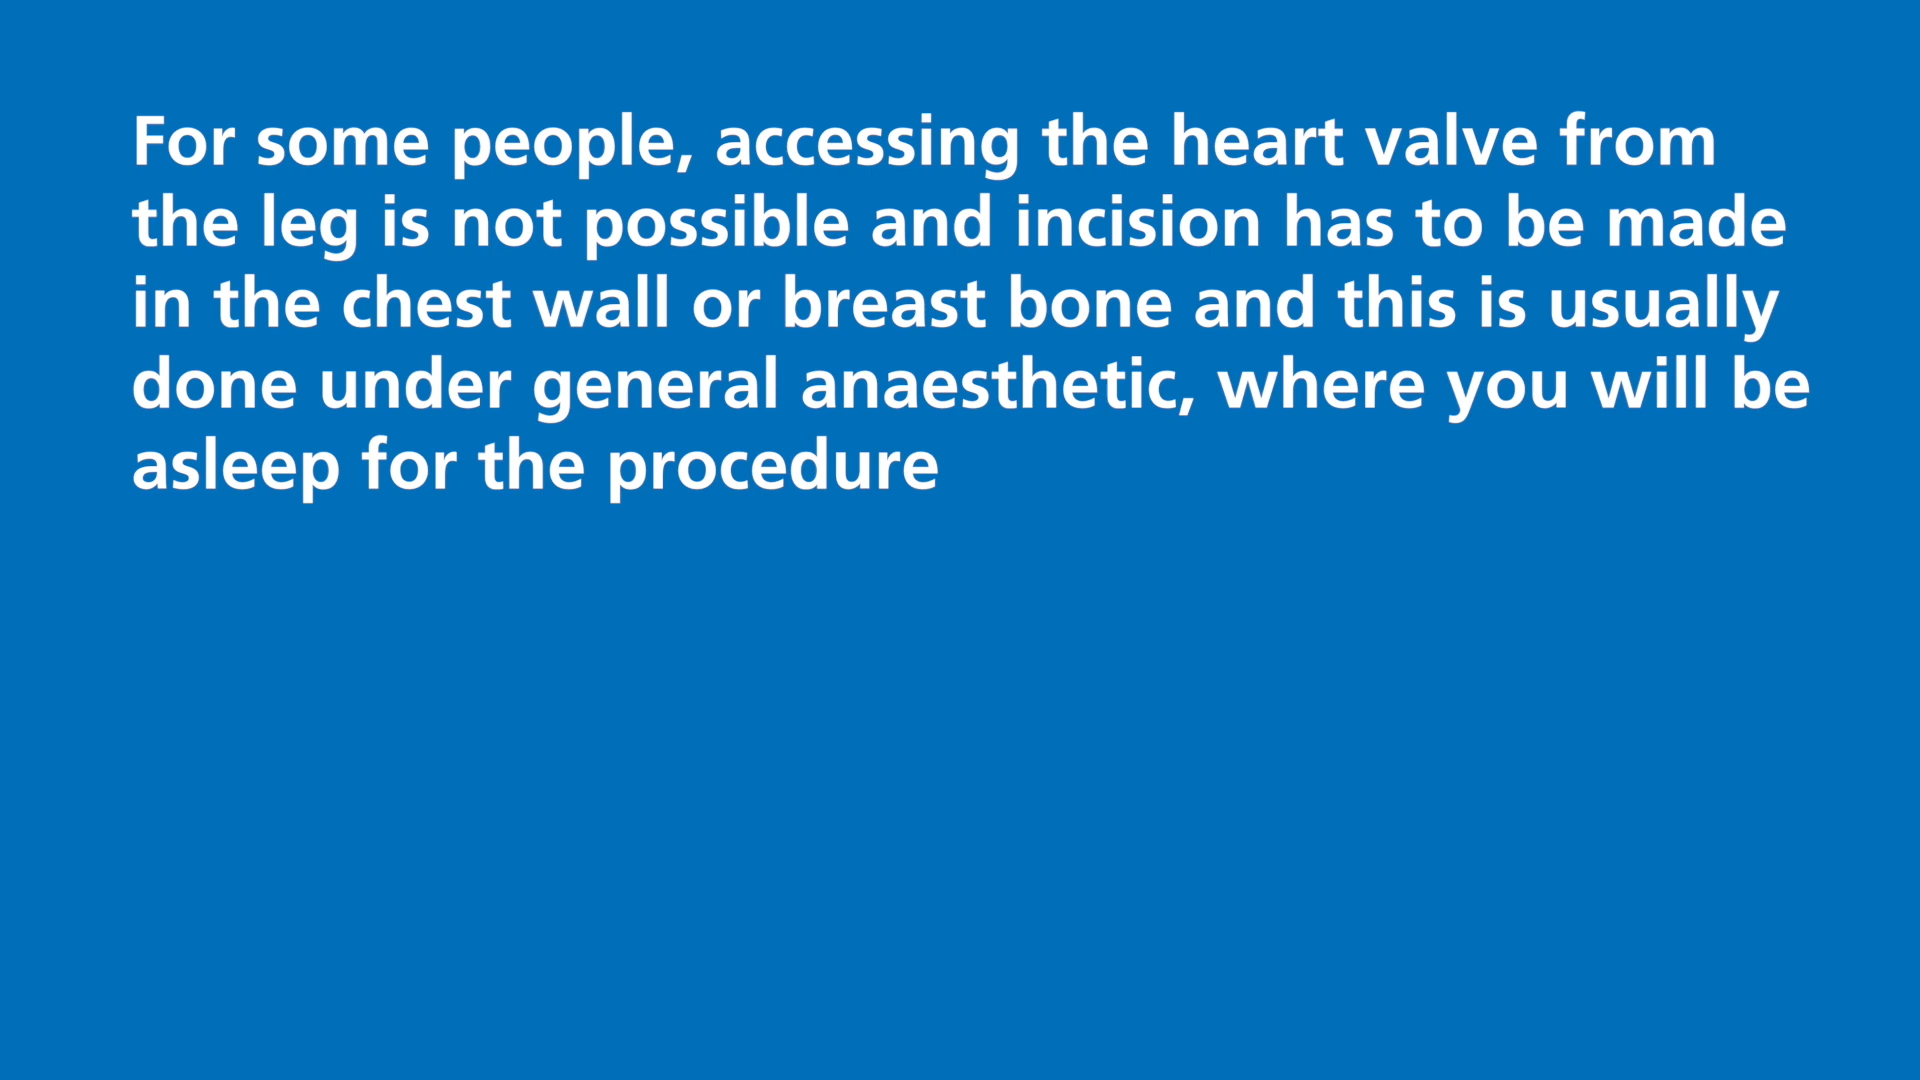 For some people, accessing the heart valve from
the leg is not possible and incision has to be made
in the chest wall or breast bone and this is usually
done under general anaesthetic, where you will be
asleep for the procedure